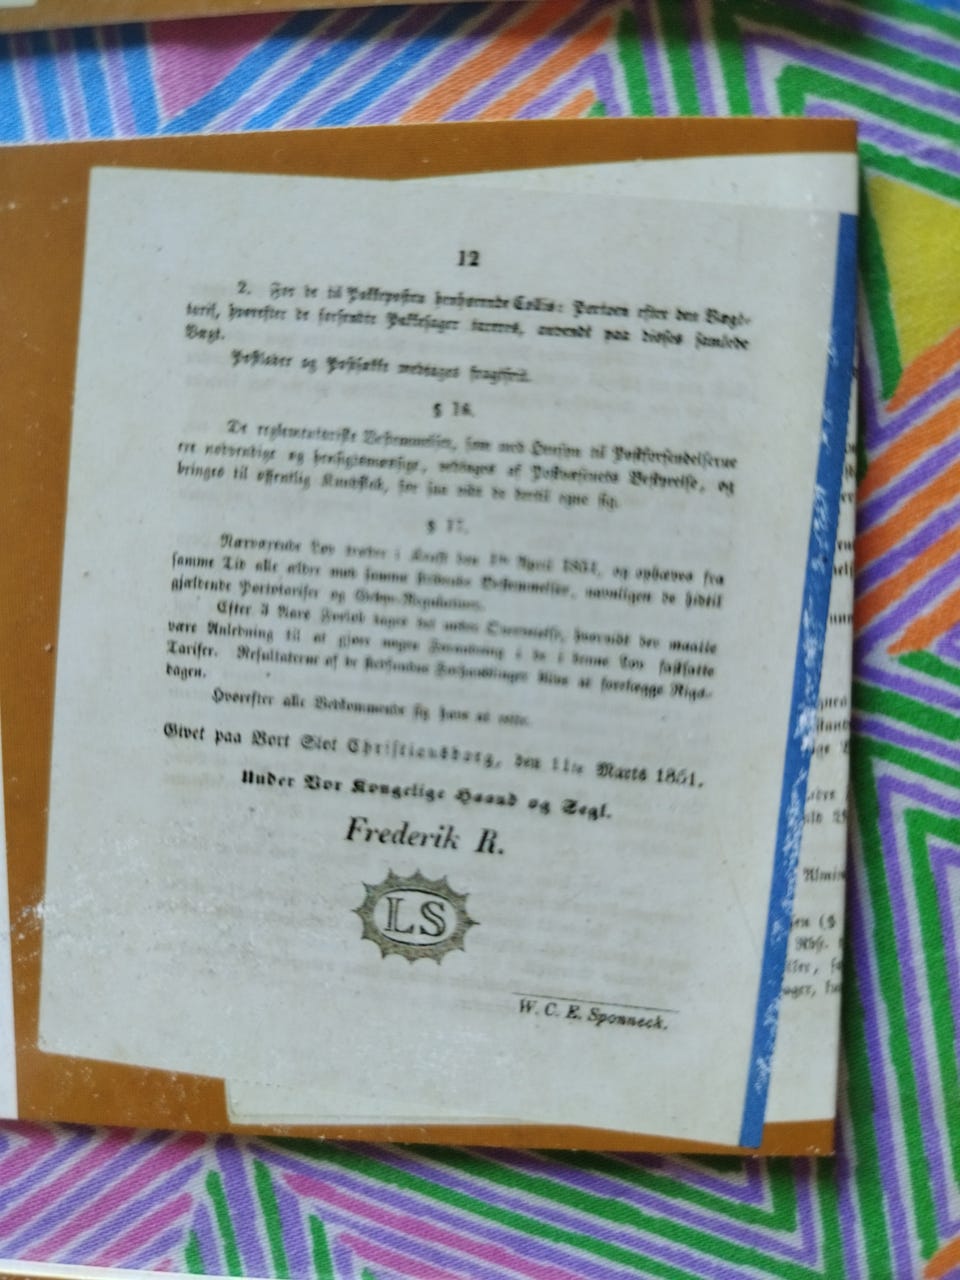 12
2. For de til Pakkeposten henhørende Collis: Portoen efter den Vægt-
tarif, hvorefter de forsendte Pakkesager taxeres, anvendt paa disses samlede
Vægt.
Postsager og medtages fragtfrit.
§ 16.
De reglementariske Bestemmelser, som med Hensyn til Postforsendelserne
ere nødvendige og hensigtsmæssige, udtages af Postvæsenets Bestyrelse, og
bringes til offentlig Kundskab, for saa vidt de dertil egne sig.
§ 17.
Nærværende Lov træder i Kraft den 1ste April 1851, og ophæves fra
samme Tid alle ældre mod samme stridende Bestemmelser, navnligen de hidtil
gjældende Portotariffer og Gebyr-Regulativer.
Efter 3 Aars Forløb tages det under Overveielse, hvorvidt der maatte
være Anledning til at gjøre nogen Forandring i de i denne Lov fastsatte
Tariffer. Resultaterne af de Forhandlinger blive at forelægge Rigs-
dagen.
Hvorefter alle Vedkommende sig have at rette.
Givet paa Vort Slot Christiansborg, den 11te Marts 1851.
Under Vor Kongelige Haand og Segl.
Frederik R.
LS
W. C. E. Sponneck.